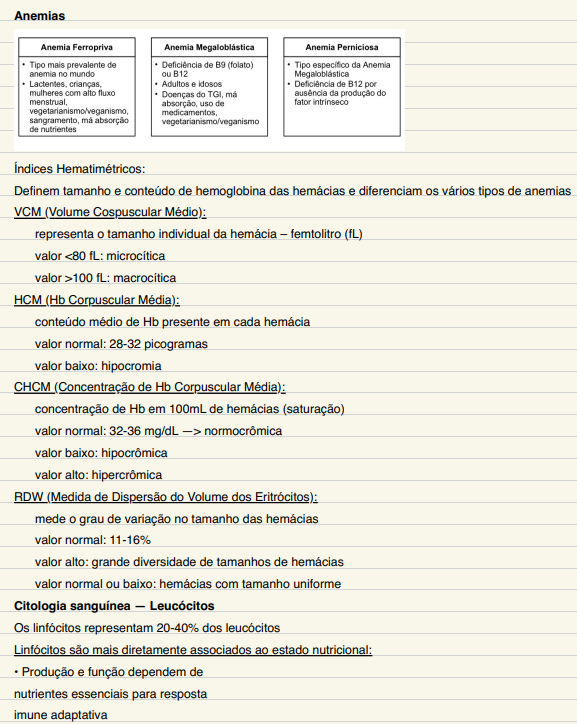 Anemias
Anemia Ferropriva
• Tipo mais prevalente de
anemia no mundo
• Lactentes, crianças,
mulheres com alto fluxo
menstrual,
vegetarianismo/veganismo,
sangramento, má absorção
de nutrientes
Anemia Megaloblástica
• Deficiência de B9 (folato)
ou B12
• Adultos e idosos
• Doenças do TGI, má
absorção, uso de
medicamentos,
vegetarianismo/veganismo
Anemia Perniciosa
• Tipo específico da Anemia
Megaloblástica
• Deficiência de B12 por
ausência da produção do
fator intrínseco
Índices Hematimétricos:
Definem tamanho e conteúdo de hemoglobina das hemácias e diferenciam os vários tipos de anemias
VCM (Volume Cospuscular Médio):
representa o tamanho individual da hemácia – femtolitro (fL)
valor <80 fL: microcítica
valor >100 fL: macrocítica
HCM (Hb Corpuscular Média):
conteúdo médio de Hb presente em cada hemácia
valor normal: 28-32 picogramas
valor baixo: hipocromia
CHCM (Concentração de Hb Corpuscular Média):
concentração de Hb em 100mL de hemácias (saturação)
valor normal: 32-36 mg/dL —> normocrômica
valor baixo: hipocrômica
valor alto: hipercrômica
RDW (Medida de Dispersão do Volume dos Eritrócitos):
mede o grau de variação no tamanho das hemácias
valor normal: 11-16%
valor alto: grande diversidade de tamanhos de hemácias
valor normal ou baixo: hemácias com tamanho uniforme
Citologia sanguínea — Leucócitos
Os linfócitos representam 20-40% dos leucócitos
Linfócitos são mais diretamente associados ao estado nutricional:
• Produção e função dependem de
nutrientes essenciais para resposta
imune adaptativa